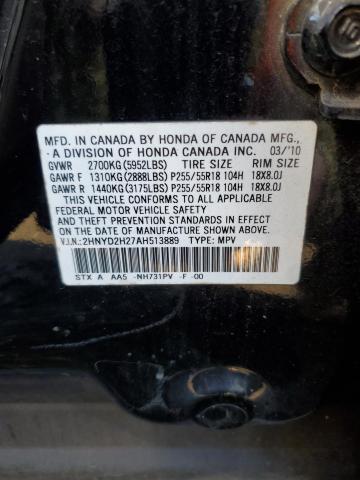 MFD. IN CANADA BY HONDA OF CANADA MFG.,
A DIVISION OF HONDA CANADA INC. 03/'10
GVWR 2700KG(5952LBS) TIRE SIZE RIM SIZE
GAWR F 1310KG(2888LBS) P255/55R18 104H 18X8.0J
GAWR R 1440KG(3175LBS) P255/55R18 104H 18X8.0J
THIS VEHICLE CONFORMS TO ALL APPLICABLE
FEDERAL MOTOR VEHICLE SAFETY, BUMPER,
AND THEFT PREVENTION STANDARDS IN EFFECT
ON THE DATE OF MANUFACTURE SHOWN ABOVE.
V.I.N.: 2HNYD2H27AH513889 TYPE: MPV
STX A AA5 -NH731PV -F -00